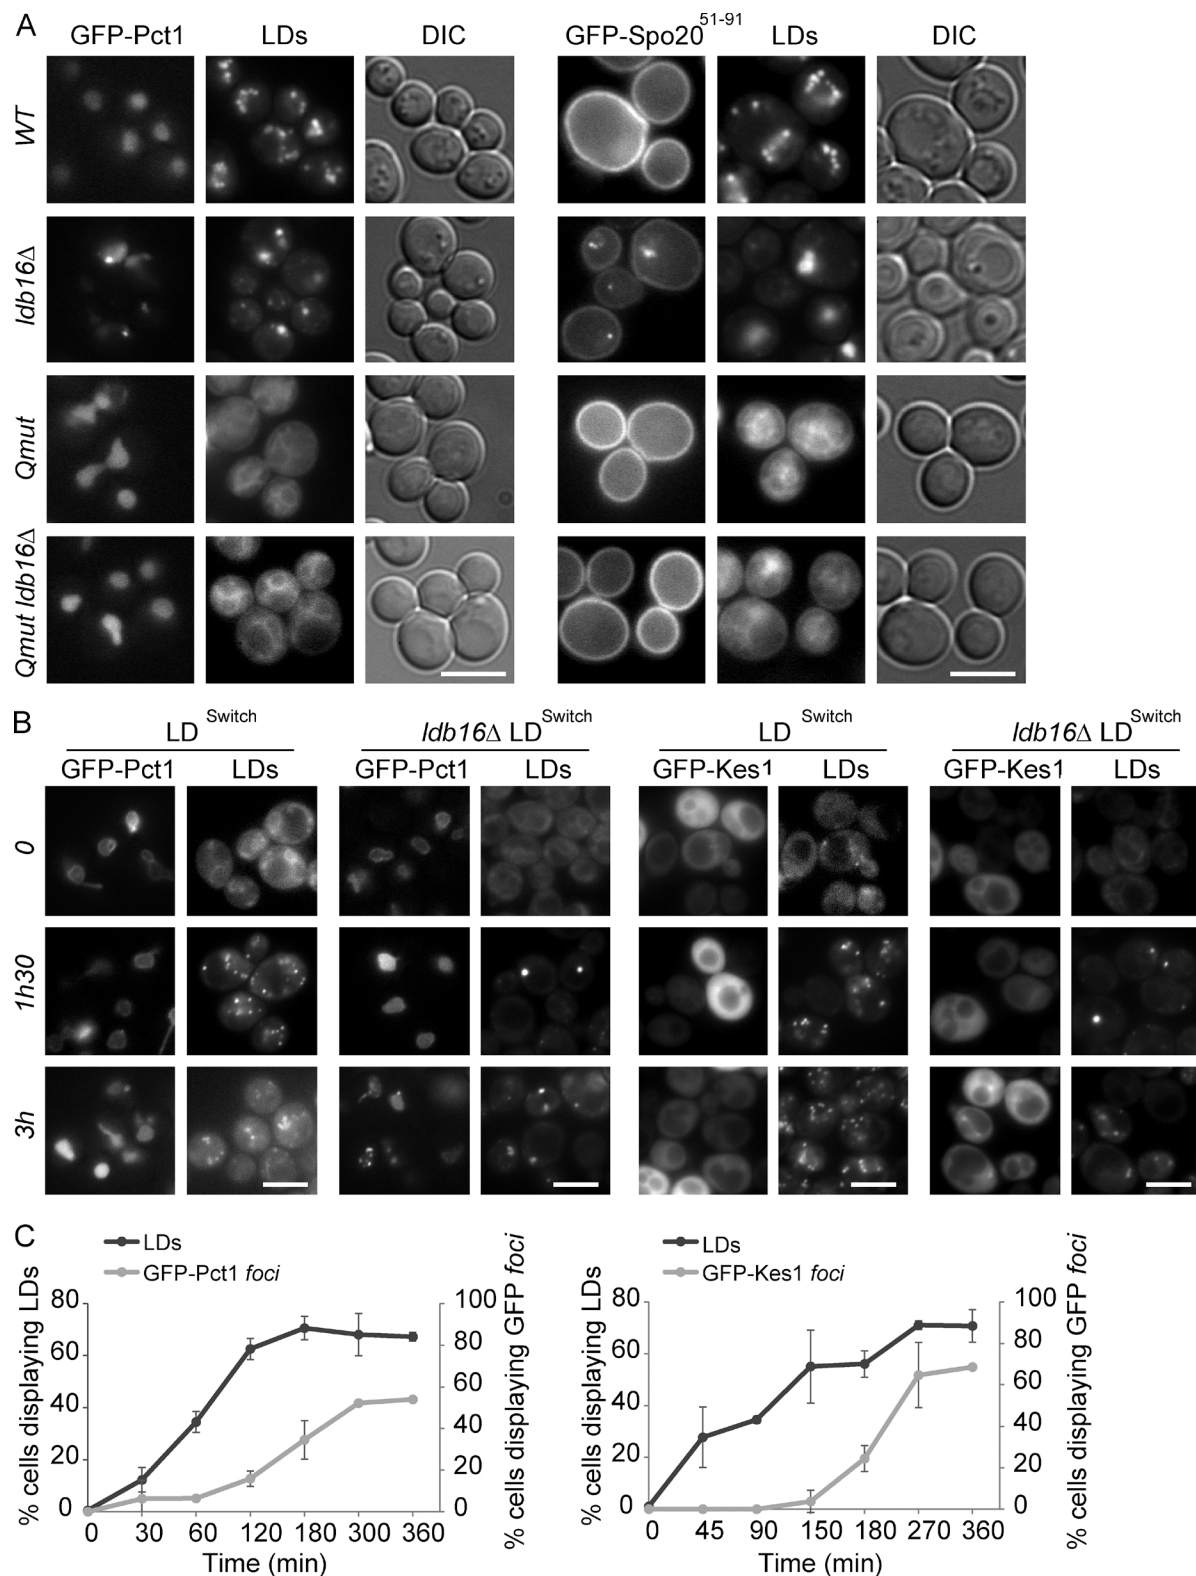 A
GFP-Pct1 LDs DIC GFP-Spo20 51-91 LDs DIC
WT
ldb16Δ
Qmut
Qmut ldb16Δ
B
LD Switch ldb16Δ LD Switch LD Switch ldb16Δ LD Switch
GFP-Pct1 LDs GFP-Pct1 LDs GFP-Kes1 LDs GFP-Kes1 LDs
0
1h30
3h
C
LDs
GFP-Pct1 foci
% cells displaying LDs
80
60
40
20
0
100
80
60
40
20
0
% cells displaying GFP foci
0 30 60 120 180 300 360
Time (min)
LDs
GFP-Kes1 foci
% cells displaying LDs
80
60
40
20
0
100
80
60
40
20
0
% cells displaying GFP foci
0 45 90 150 180 270 360
Time (min)